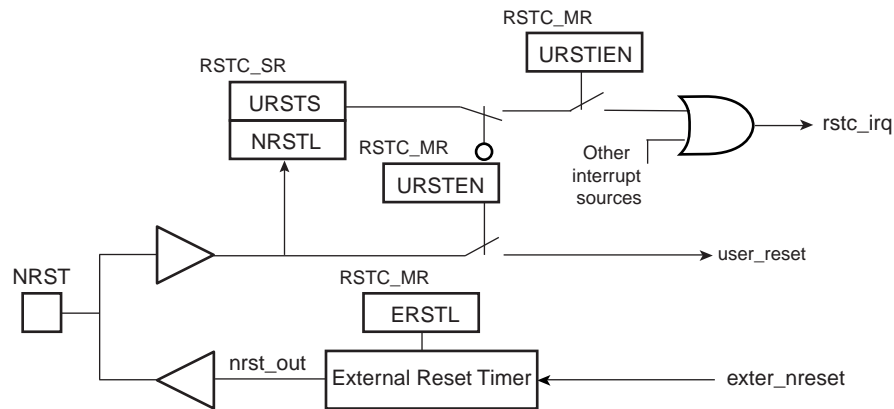 RSTC_MR
URSTIEN
RSTC_SR
URSTS
NRSTL
rstc_irq
RSTC_MR
Other
interrupt
sources
URSTEN
user_reset
NRST
RSTC_MR
ERSTL
nrst_out
External Reset Timer
exter_nreset